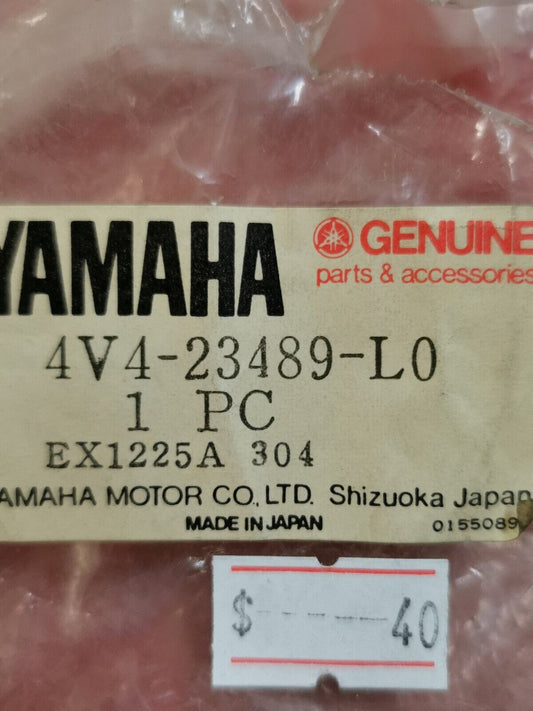 YAMAHA GENUINE
parts & accessories
4V4-23489-L0
1 PC
EX1225A 304
YAMAHA MOTOR CO., LTD. Shizuoka Japan
MADE IN JAPAN 0155089
$ ------40